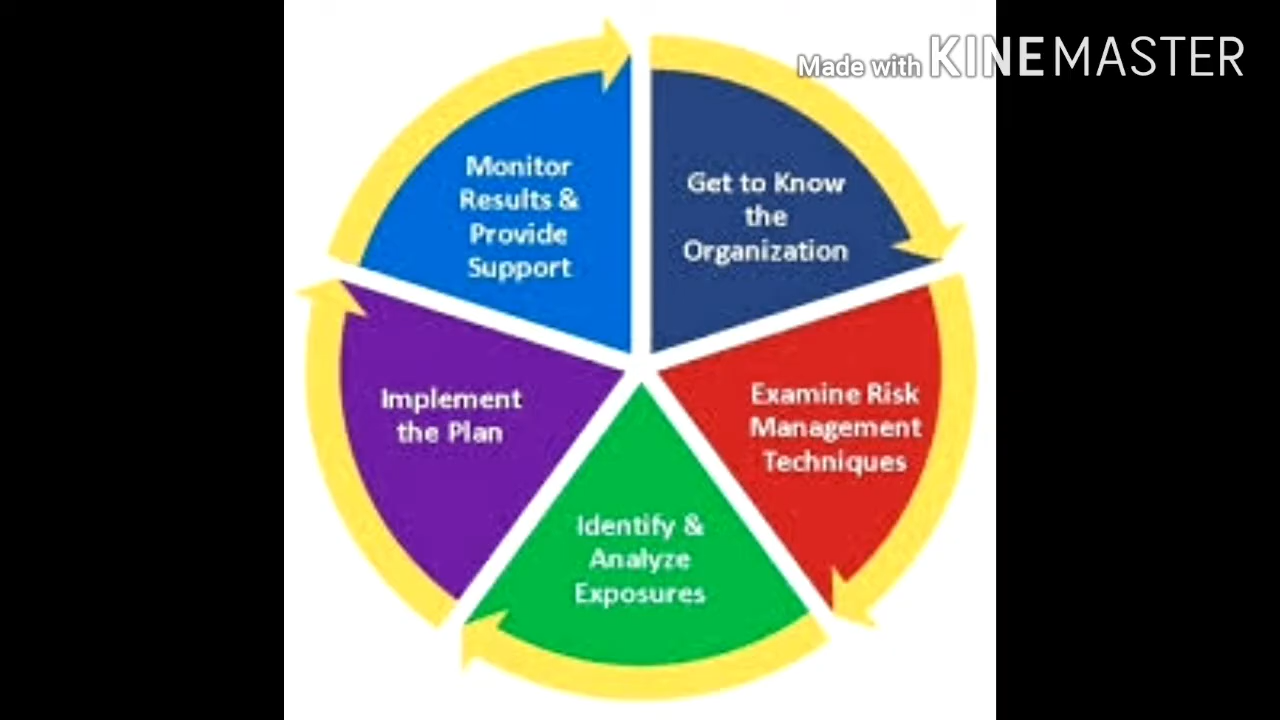 Made with KINEMASTER
Get to Know
the
Organization
Examine Risk
Management
Techniques
Identify &
Analyze
Exposures
Implement
the Plan
Monitor
Results &
Provide
Support